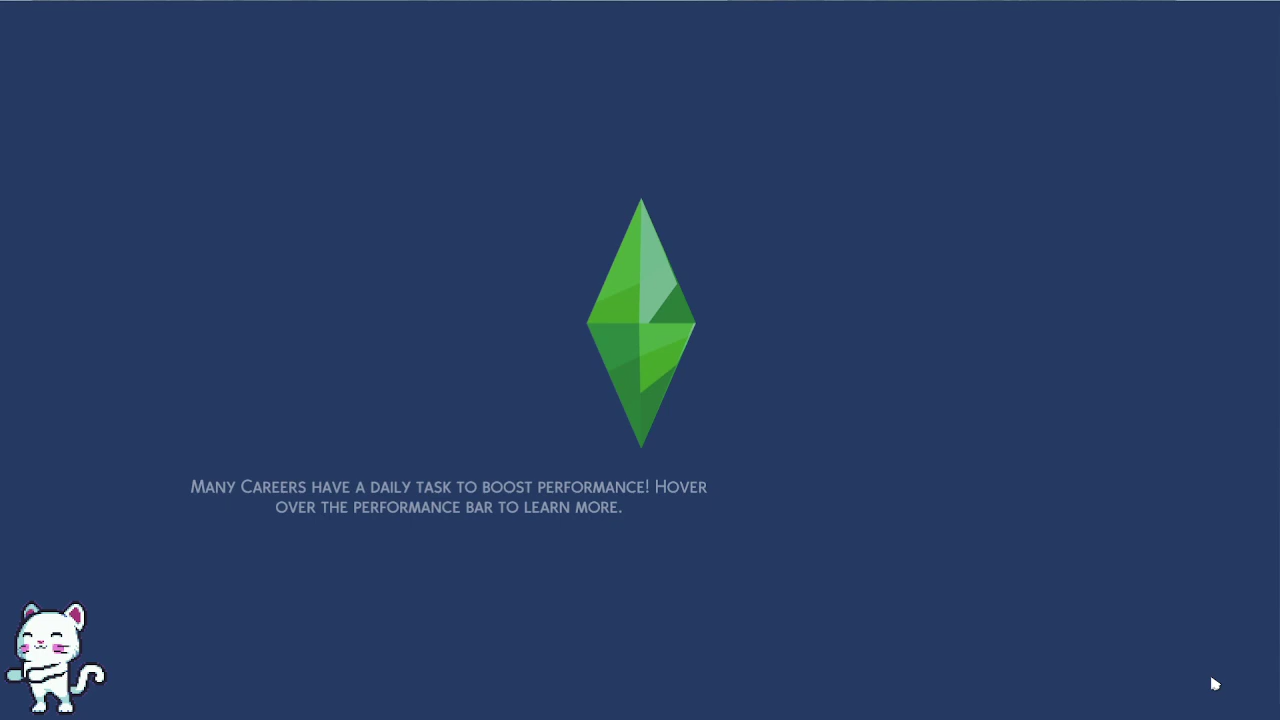 Many Careers have a daily task to boost performance! Hover
over the performance bar to learn more.